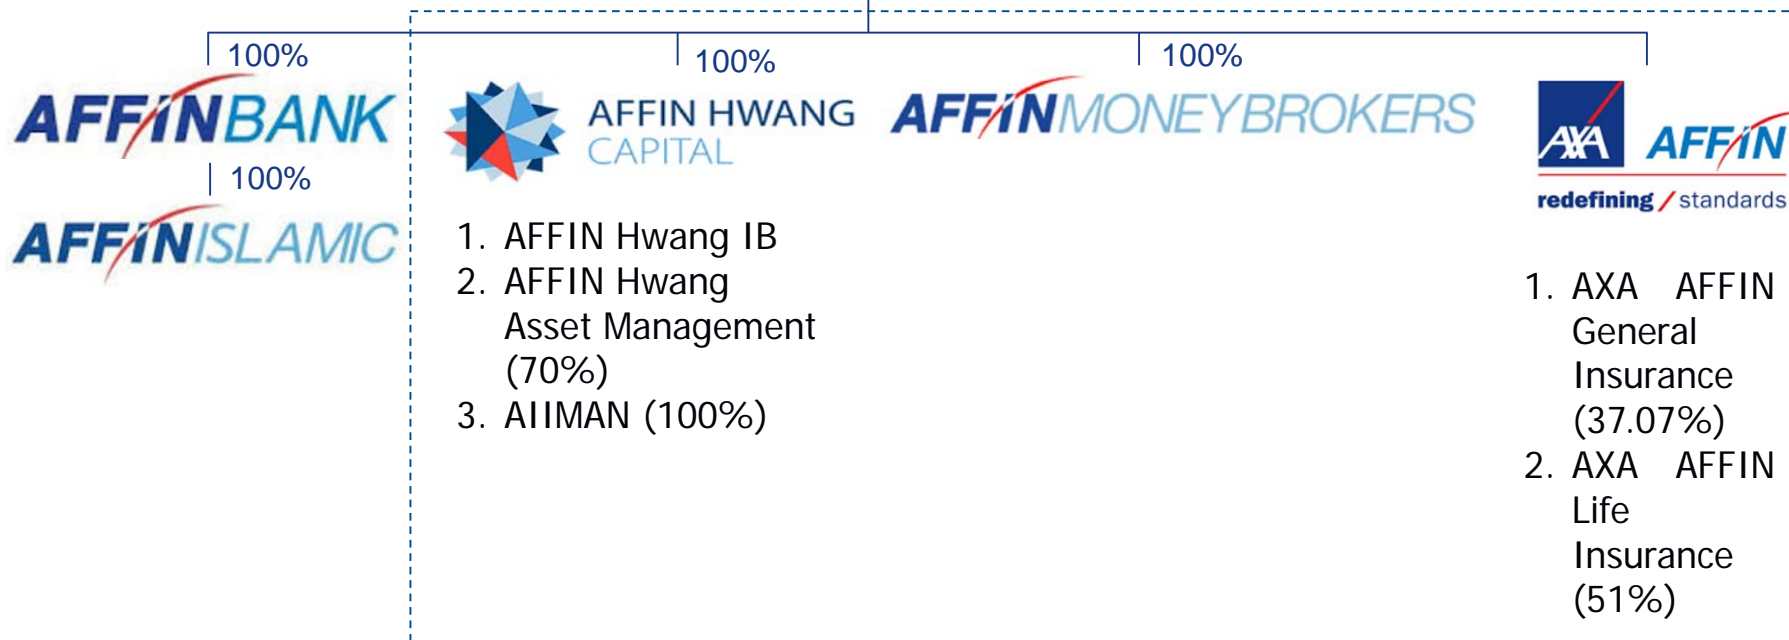 100%
100%
100%
AFFINBANK
AFFIN HWANG
CAPITAL
AFFINMONEYBROKERS
AXA AFFIN
redefining / standards
100%
AFFINISLAMIC
1. AFFIN Hwang IB
2. AFFIN Hwang
Asset Management
(70%)
3. AIIMAN (100%)
1. AXA AFFIN
General
Insurance
(37.07%)
2. AXA AFFIN
Life
Insurance
(51%)